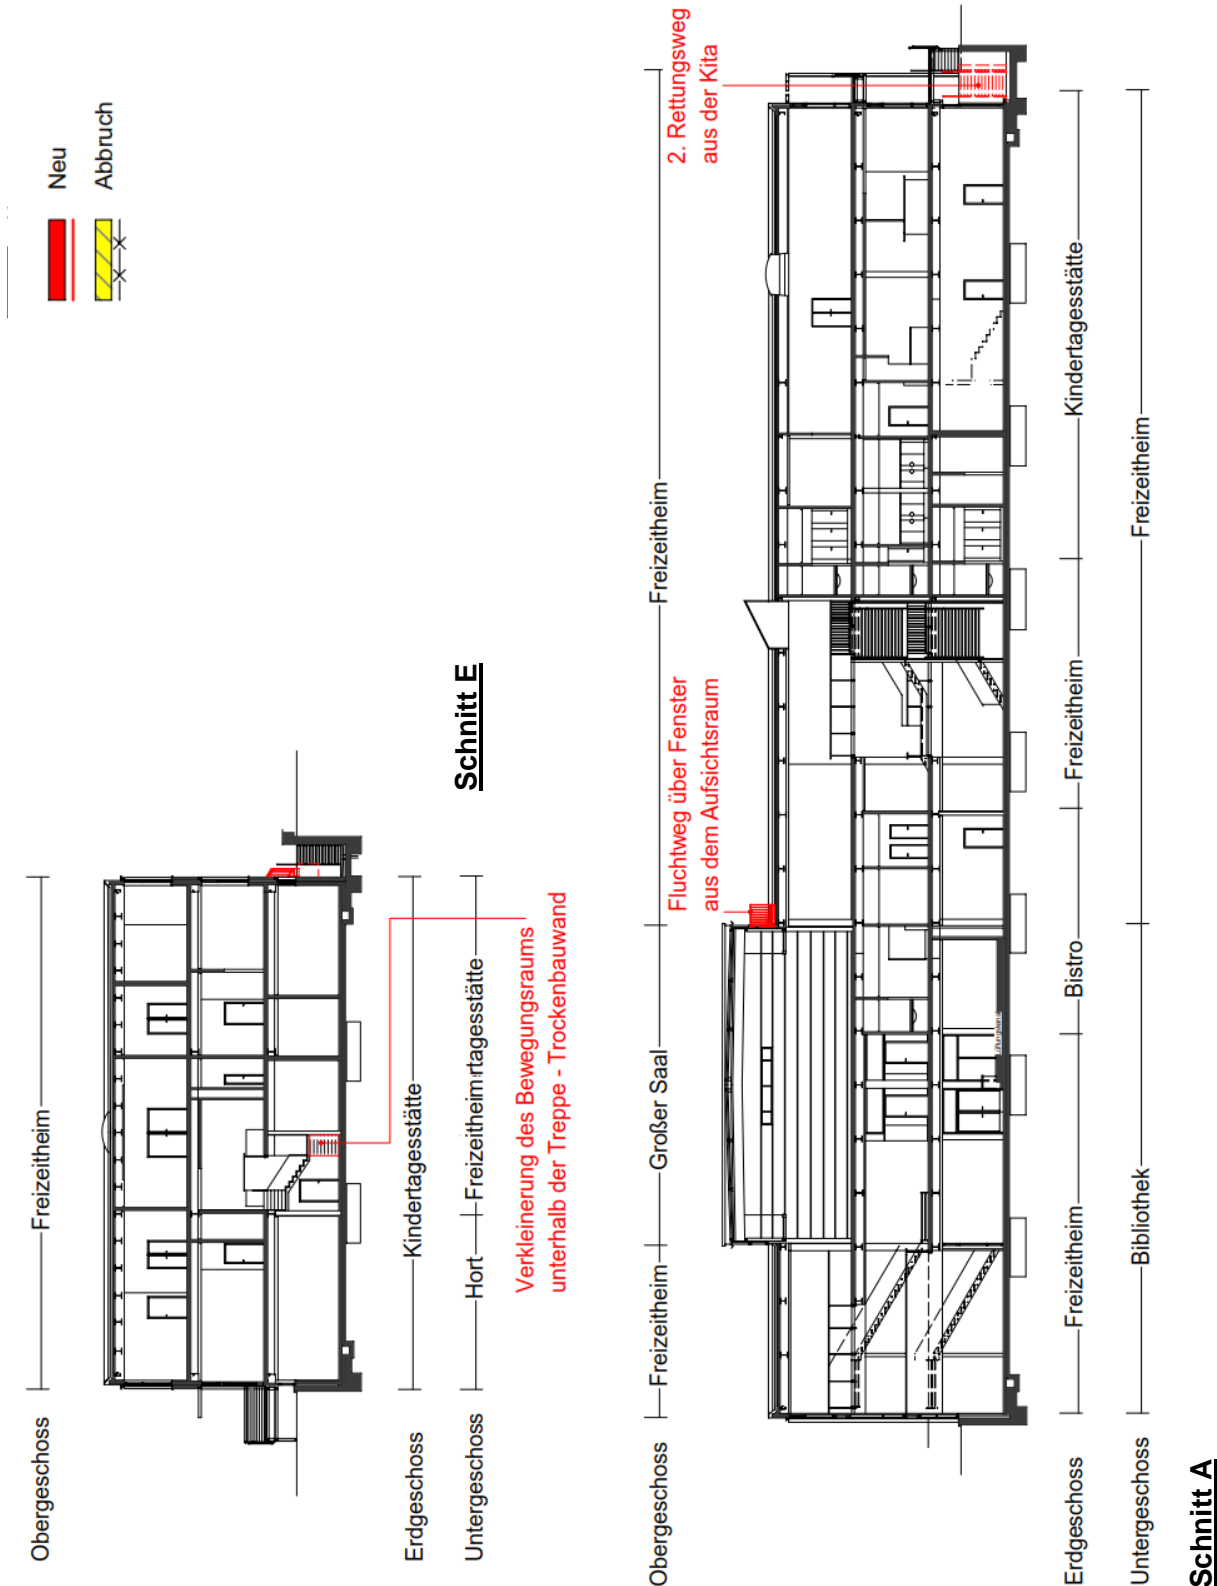 Neu
Abbruch
Obergeschoss
Freizeitheim
Erdgeschoss
Kindertagesstätte
Untergeschoss
Hort
Freizeitheim
rtagesstätte
Verkleinerung des Bewegungsraums
unterhalb der Treppe - Trockenbauwand
Schnitt E
Obergeschoss
Freizeitheim
Großer Saal
Freizeitheim
Fluchtweg über Fenster
aus dem Aufsichtsraum
2. Rettungsweg
aus der Kita
Erdgeschoss
Freizeitheim
Bistro
Freizeitheim
Kindertagesstätte
Untergeschoss
Bibliothek
Freizeitheim
Schnitt A